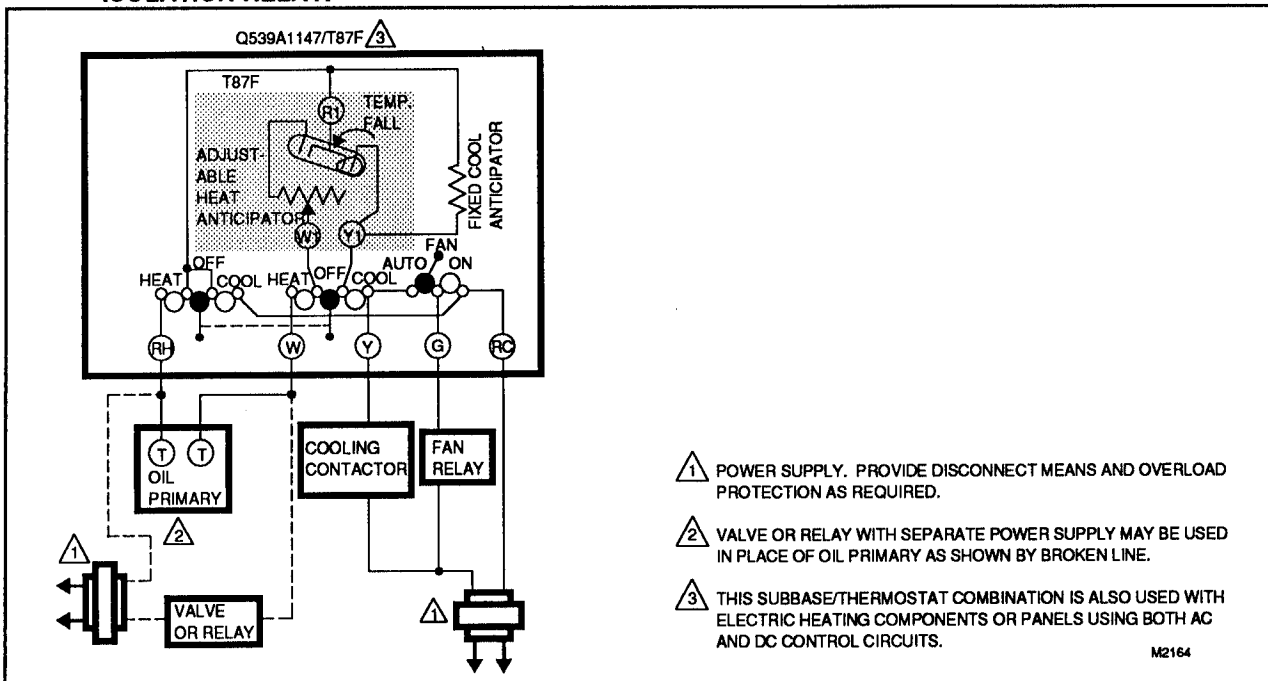 Q539A1147/T87F 3
T87F
R1
TEMP.
FALL
ADJUST-
ABLE
HEAT
ANTICIPATOR
W1
Y1
FIXED COOL
ANTICIPATOR
FAN
AUTO ON
HEAT OFF COOL
HEAT OFF COOL
RH W Y G RC
T T
OIL
PRIMARY
2
COOLING
CONTACTOR
FAN
RELAY
1
VALVE
OR RELAY
1
1 POWER SUPPLY. PROVIDE DISCONNECT MEANS AND OVERLOAD
PROTECTION AS REQUIRED.
2 VALVE OR RELAY WITH SEPARATE POWER SUPPLY MAY BE USED
IN PLACE OF OIL PRIMARY AS SHOWN BY BROKEN LINE.
3 THIS SUBBASE/THERMOSTAT COMBINATION IS ALSO USED WITH
ELECTRIC HEATING COMPONENTS OR PANELS USING BOTH AC
AND DC CONTROL CIRCUITS.
M2164